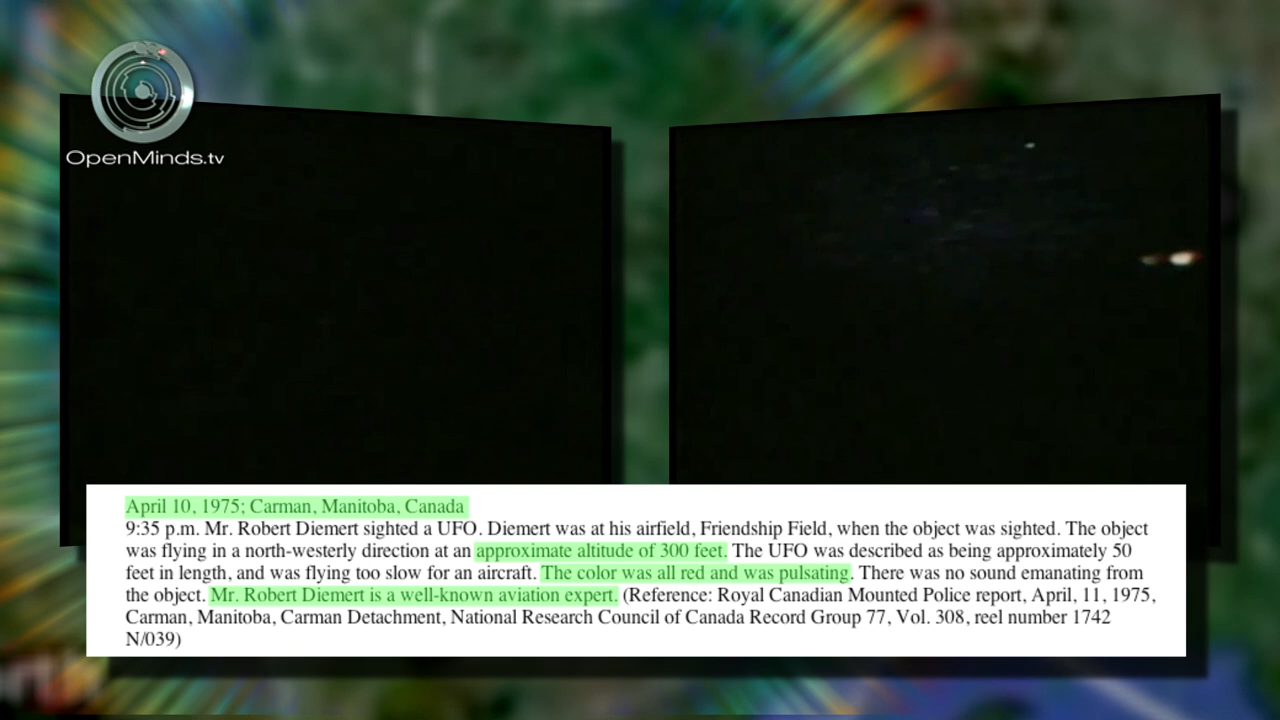 OpenMinds.tv
April 10, 1975; Carman, Manitoba, Canada
9:35 p.m. Mr. Robert Diemert sighted a UFO. Diemert was at his airfield, Friendship Field, when the object was sighted. The object
was flying in a north-westerly direction at an approximate altitude of 300 feet. The UFO was described as being approximately 50
feet in length, and was flying too slow for an aircraft. The color was all red and was pulsating. There was no sound emanating from
the object. Mr. Robert Diemert is a well-known aviation expert. (Reference: Royal Canadian Mounted Police report, April, 11, 1975,
Carman, Manitoba, Carman Detachment, National Research Council of Canada Record Group 77, Vol. 308, reel number 1742
N/039)